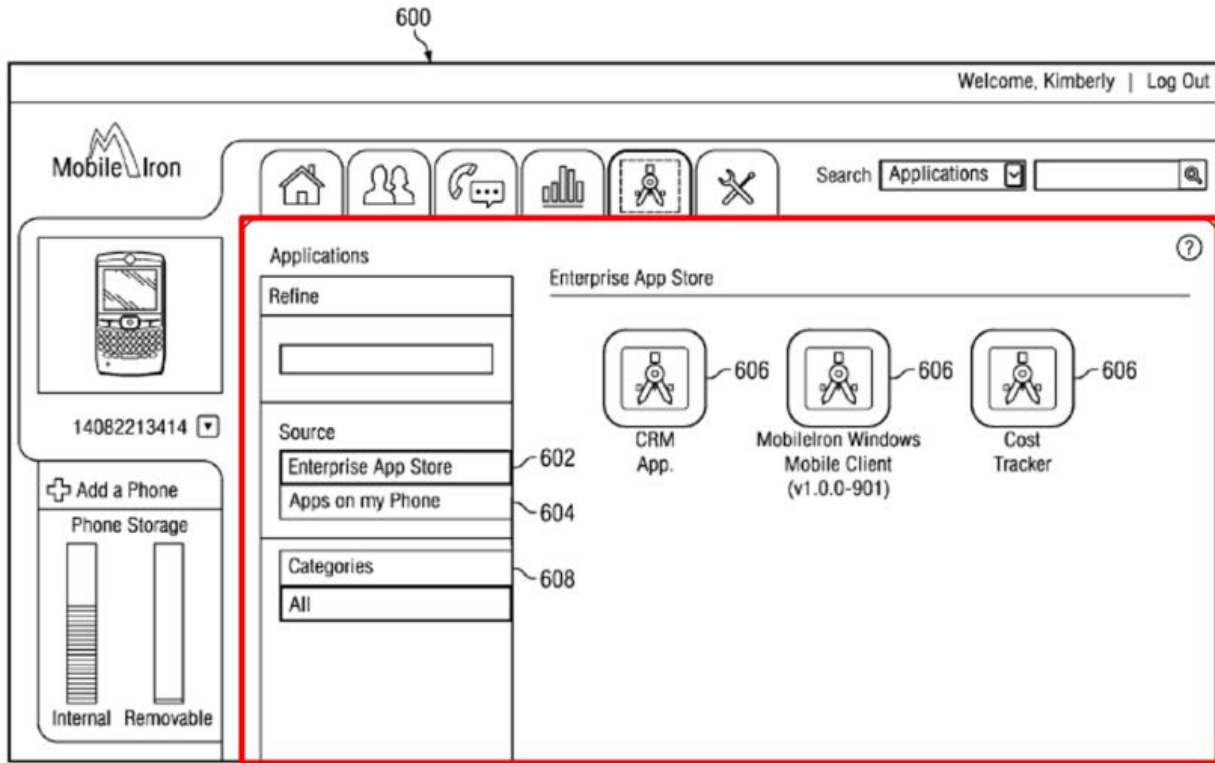 600
Welcome, Kimberly | Log Out
Mobile Iron
Search Applications
14082213414
Add a Phone
Phone Storage
Internal Removable
Applications
Refine
Source
Enterprise App Store
602
Apps on my Phone
604
Categories
608
All
?
Enterprise App Store
606
606
606
CRM
App.
MobileIron Windows
Mobile Client
(v1.0.0-901)
Cost
Tracker